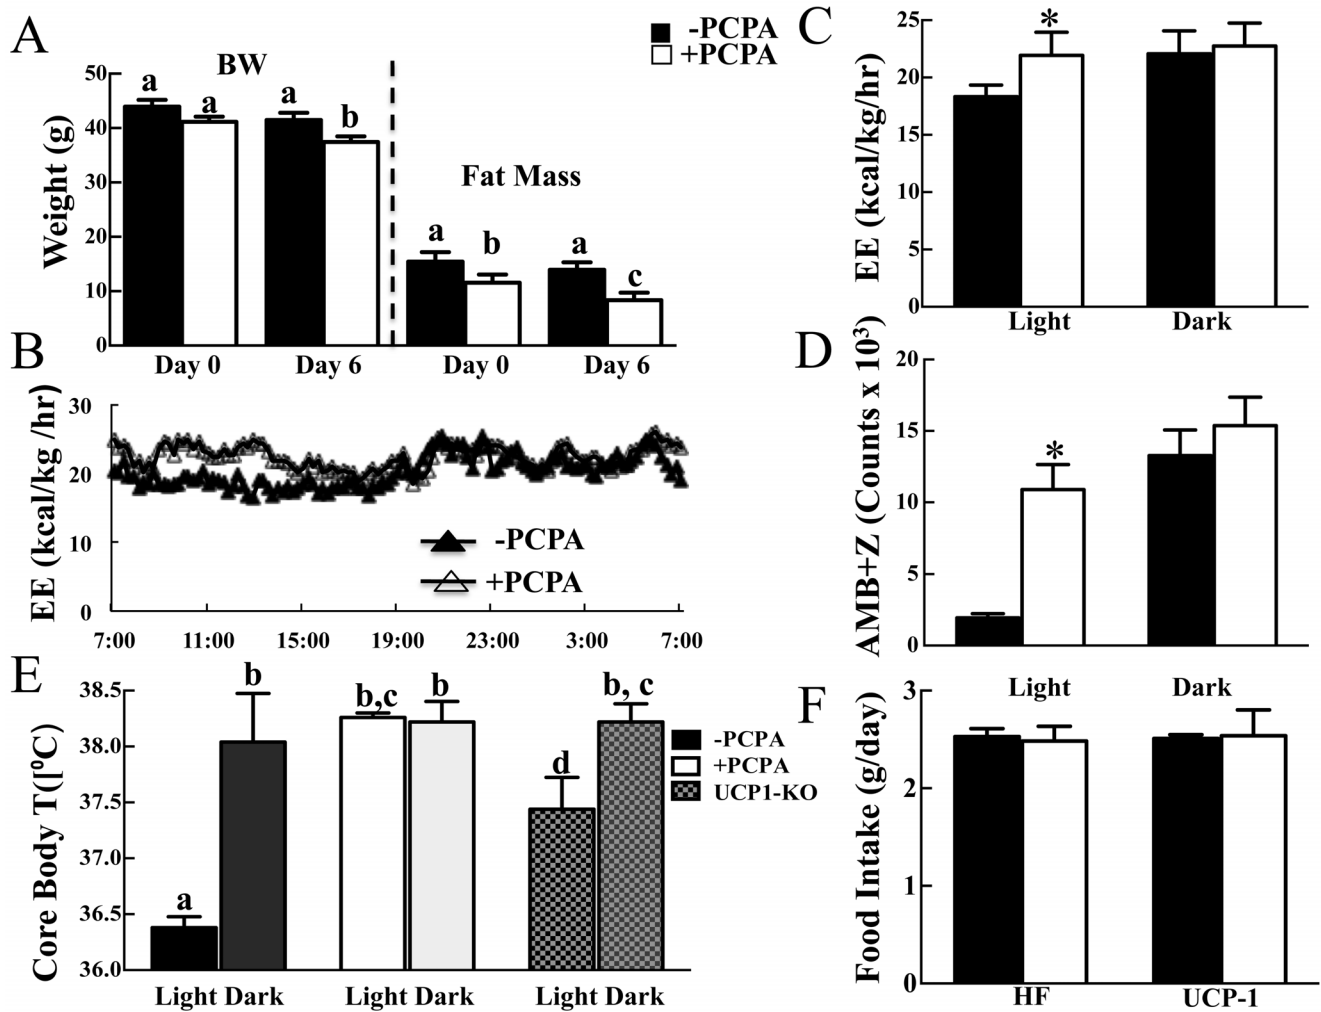 A
BW
-PCPA
+PCPA
Weight (g)
50
40
30
20
10
0
a
a
a
b
Fat Mass
a
b
a
c
Day 0
Day 6
Day 0
Day 6
B
EE (kcal/kg /hr)
30
20
10
0
-PCPA
+PCPA
7:00
11:00
15:00
19:00
23:00
3:00
7:00
C
EE (kcal/kg/hr)
25
20
15
10
5
0
*
Light
Dark
D
AMB+Z (Counts x 10³)
20
15
10
5
0
*
Light
Dark
E
Core Body T([⁰C)
38.5
38.0
37.5
37.0
36.5
36.0
a
b
b,c
b
d
b, c
-PCPA
+PCPA
UCP1-KO
Light Dark
Light Dark
Light Dark
F
Food Intake (g/day)
3
2
1
0
HF
UCP-1